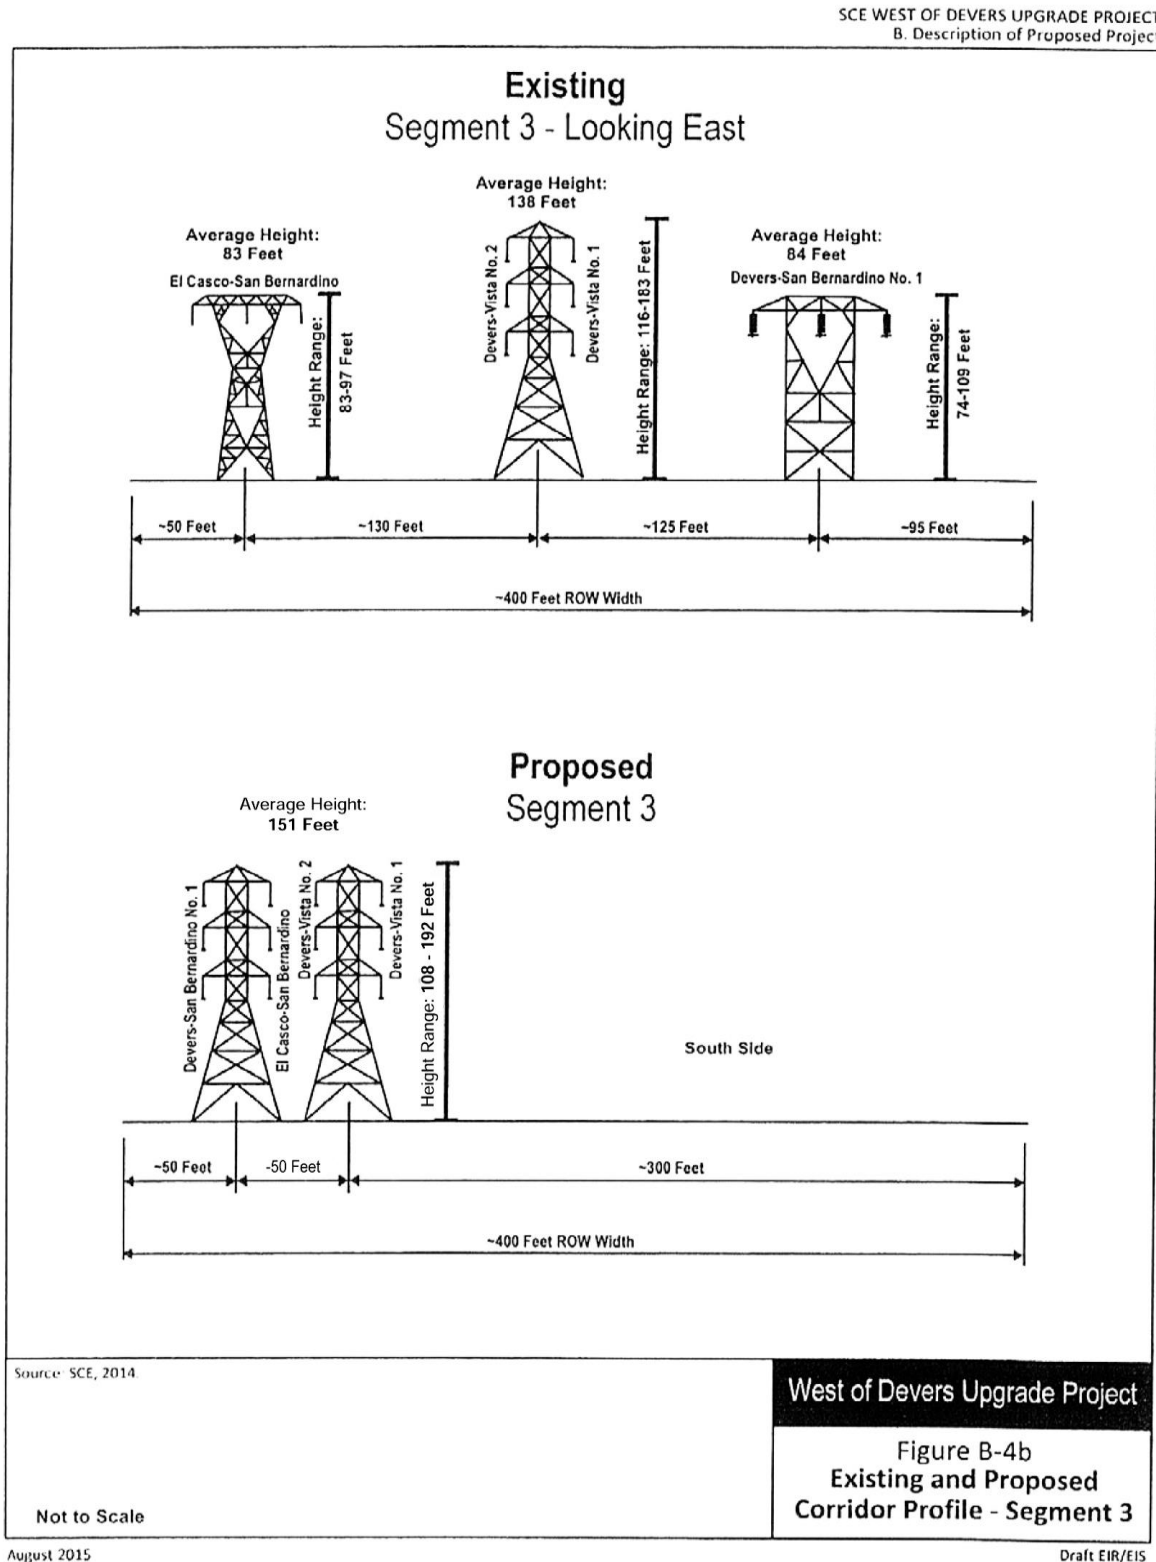 SCE WEST OF DEVERS UPGRADE PROJECT
B. Description of Proposed Project
Existing
Segment 3 - Looking East
Average Height:
138 Feet
Average Height:
83 Feet
El Casco-San Bernardino
Height Range:
83-97 Feet
Devers-Vista No. 2
Devers-Vista No. 1
Height Range: 116-183 Feet
Average Height:
84 Feet
Devers-San Bernardino No. 1
Height Range:
74-109 Feet
~50 Feet
~130 Feet
~125 Feet
~95 Feet
~400 Feet ROW Width
Proposed
Segment 3
Average Height:
151 Feet
Devers-San Bernardino No. 1
El Casco-San Bernardino
Devers-Vista No. 2
Devers-Vista No. 1
Height Range: 108 - 192 Feet
South Side
~50 Feet
-50 Feet
~300 Feet
~400 Feet ROW Width
Source: SCE, 2014.
West of Devers Upgrade Project
Figure B-4b
Existing and Proposed
Corridor Profile - Segment 3
Not to Scale
August 2015
Draft EIR/EIS